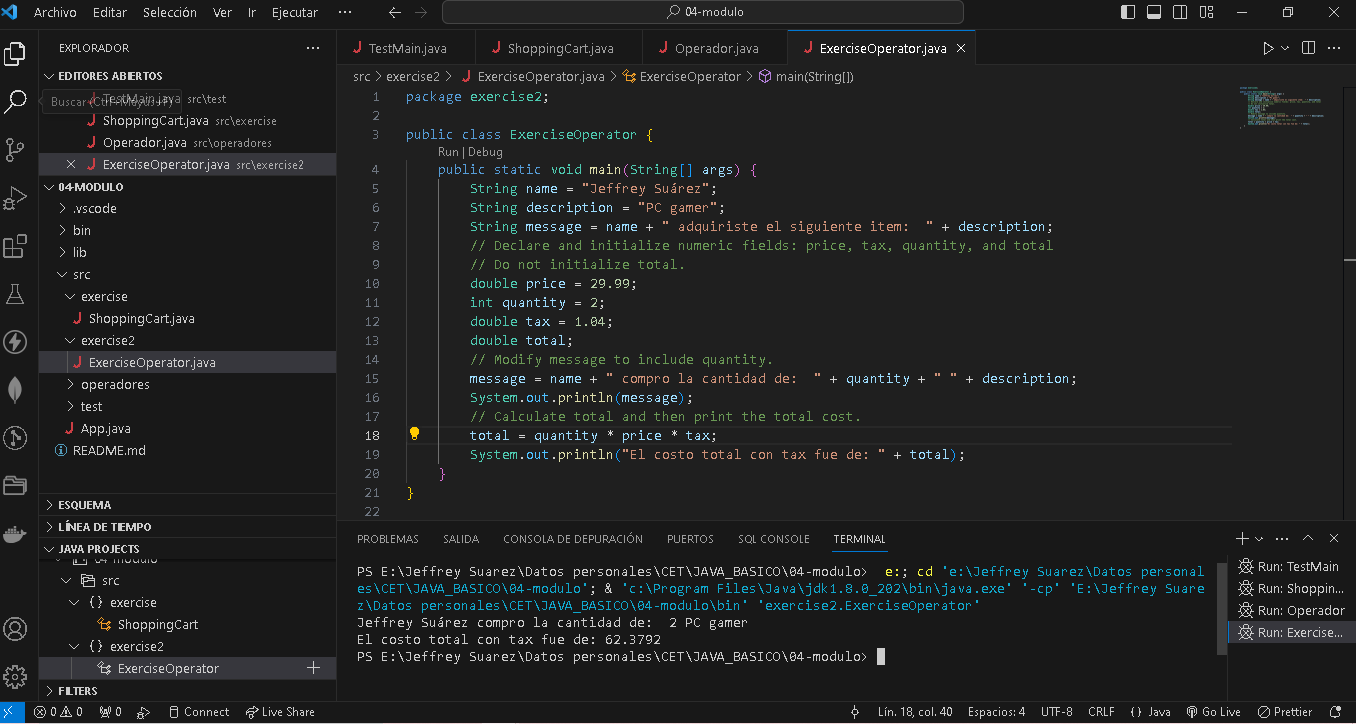 Archivo Editar Selección Ver Ir Ejecutar ··· 04-modulo
EXPLORADOR ···
EDITORES ABIERTOS
Buscar (Ctrl+Mayús+F)
TestMain.java src\test
ShoppingCart.java src\exercise
Operador.java src\operadores
ExerciseOperator.java src\exercise2
04-MODULO
.vscode
bin
lib
src
exercise
ShoppingCart.java
exercise2
ExerciseOperator.java
operadores
test
App.java
README.md
ESQUEMA
LÍNEA DE TIEMPO
JAVA PROJECTS
04-modulo
src
{} exercise
ShoppingCart
{} exercise2
ExerciseOperator
FILTERS
TestMain.java ShoppingCart.java Operador.java ExerciseOperator.java
src > exercise2 > ExerciseOperator.java > ExerciseOperator > main(String[])
1 package exercise2;
2
3 public class ExerciseOperator {
Run | Debug
4 public static void main(String[] args) {
5 String name = "Jeffrey Suárez";
6 String description = "PC gamer";
7 String message = name + " adquiriste el siguiente item:  " + description;
8 // Declare and initialize numeric fields: price, tax, quantity, and total
9 // Do not initialize total.
10 double price = 29.99;
11 int quantity = 2;
12 double tax = 1.04;
13 double total;
14 // Modify message to include quantity.
15 message = name + " compro la cantidad de:  " + quantity + " " + description;
16 System.out.println(message);
17 // Calculate total and then print the total cost.
18 total = quantity * price * tax;
19 System.out.println("El costo total con tax fue de: " + total);
20 }
21 }
22
PROBLEMAS SALIDA CONSOLA DE DEPURACIÓN PUERTOS SQL CONSOLE TERMINAL
PS E:\Jeffrey Suarez\Datos personales\CET\JAVA_BASICO\04-modulo>  e:; cd 'e:\Jeffrey Suarez\Datos personal
es\CET\JAVA_BASICO\04-modulo'; & 'c:\Program Files\Java\jdk1.8.0_202\bin\java.exe' '-cp' 'E:\Jeffrey Suare
z\Datos personales\CET\JAVA_BASICO\04-modulo\bin' 'exercise2.ExerciseOperator'
Jeffrey Suárez compro la cantidad de:  2 PC gamer
El costo total con tax fue de: 62.3792
PS E:\Jeffrey Suarez\Datos personales\CET\JAVA_BASICO\04-modulo>
Run: TestMain
Run: Shoppin...
Run: Operador
Run: Exercise...
0 0 0 Connect Live Share Lín. 18, col. 40 Espacios: 4 UTF-8 CRLF {} Java Go Live Prettier